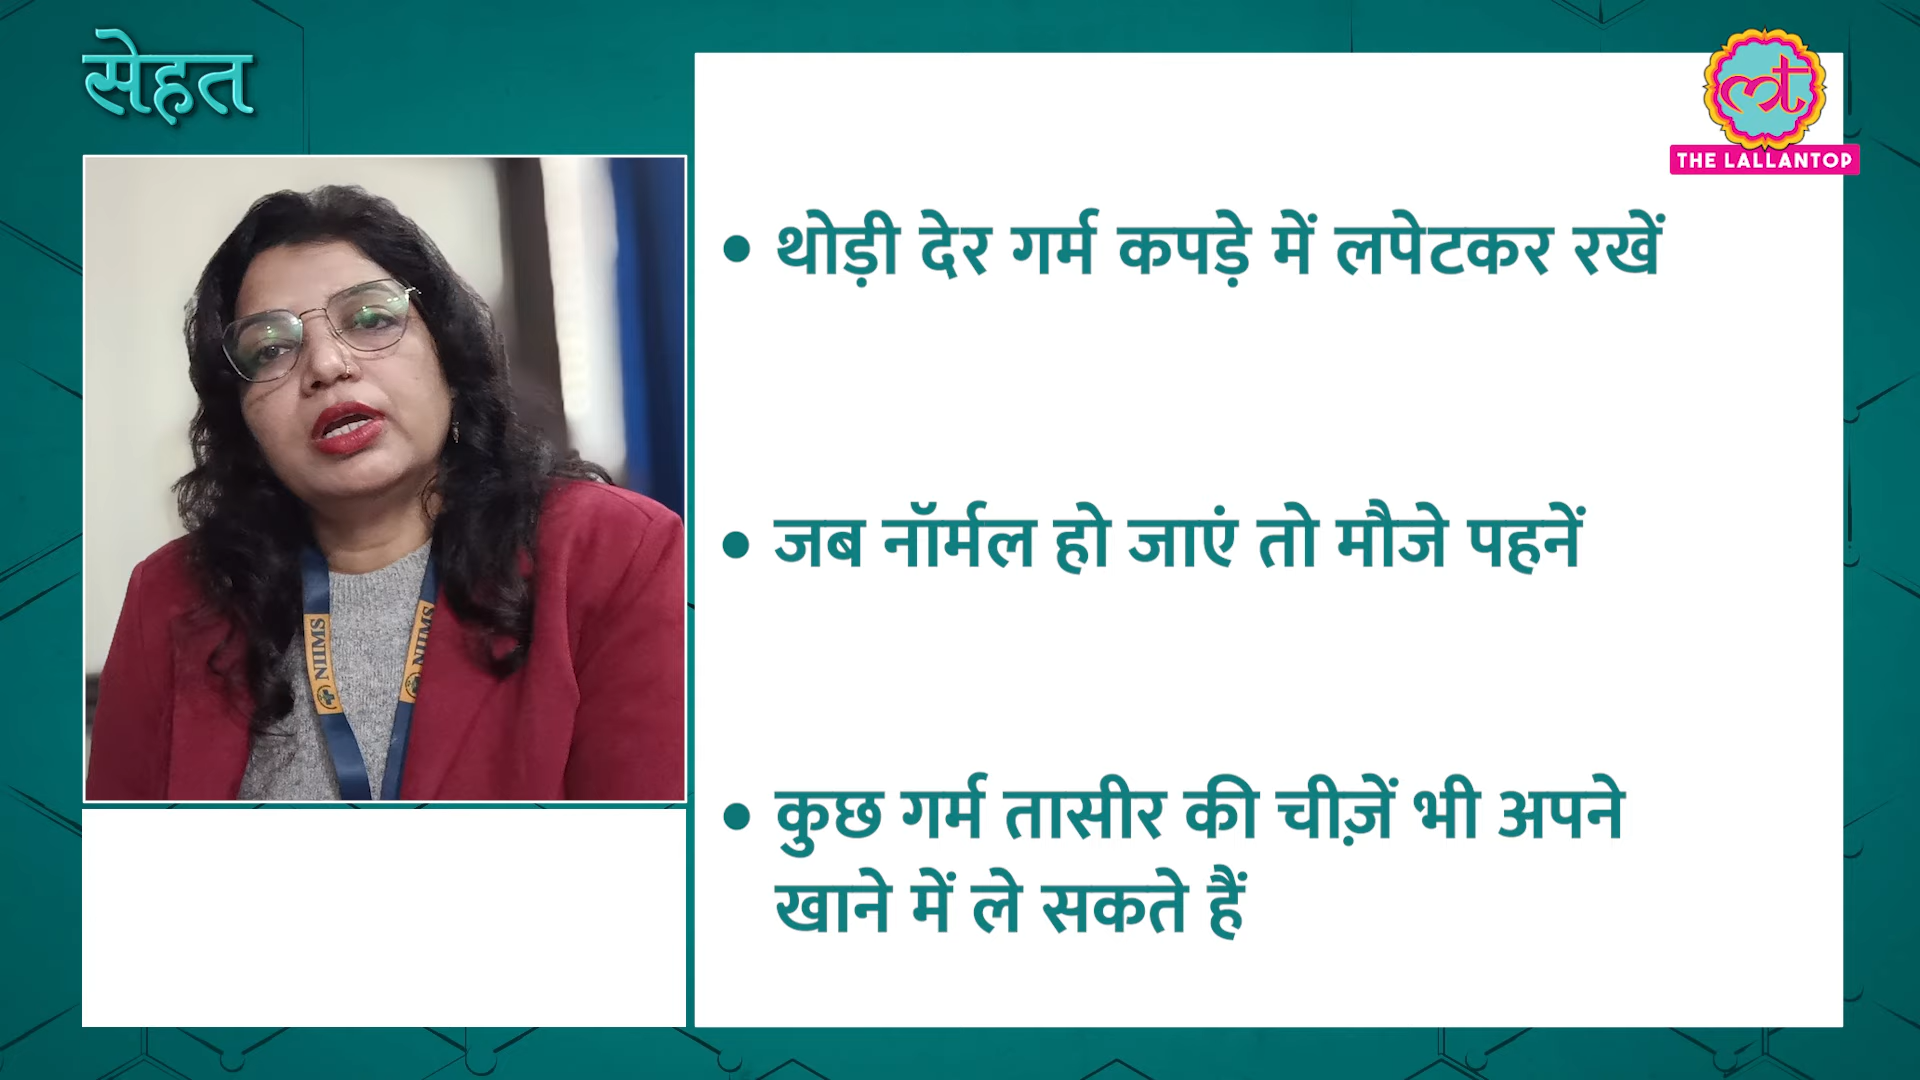 सेहत
THE LALLANTOP
• थोड़ी देर गर्म कपड़े में लपेटकर रखें
• जब नॉर्मल हो जाएं तो मौजे पहनें
• कुछ गर्म तासीर की चीज़ें भी अपने
खाने में ले सकते हैं
NIIMS
NIIMS